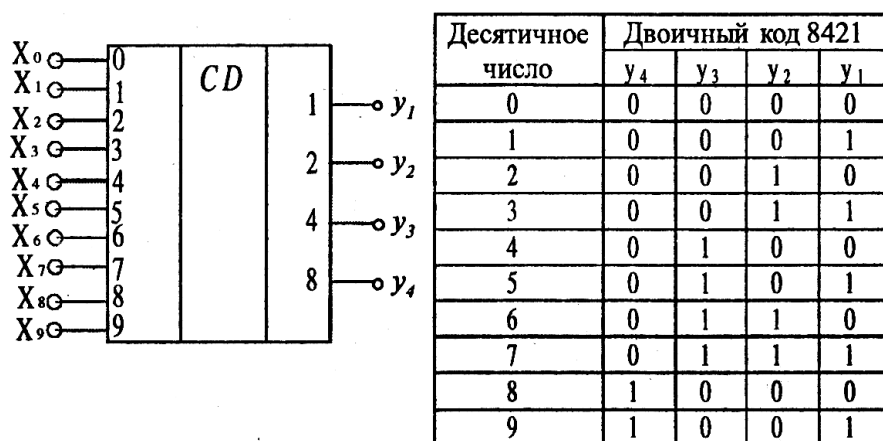 X₀ 0
X₁ 1
X₂ 2
X₃ 3
X₄ 4
X₅ 5
X₆ 6
X₇ 7
X₈ 8
X₉ 9
CD
1 y₁
2 y₂
4 y₃
8 y₄
Десятичное число Двоичный код 8421
y₄ y₃ y₂ y₁
0 0 0 0 0
1 0 0 0 1
2 0 0 1 0
3 0 0 1 1
4 0 1 0 0
5 0 1 0 1
6 0 1 1 0
7 0 1 1 1
8 1 0 0 0
9 1 0 0 1